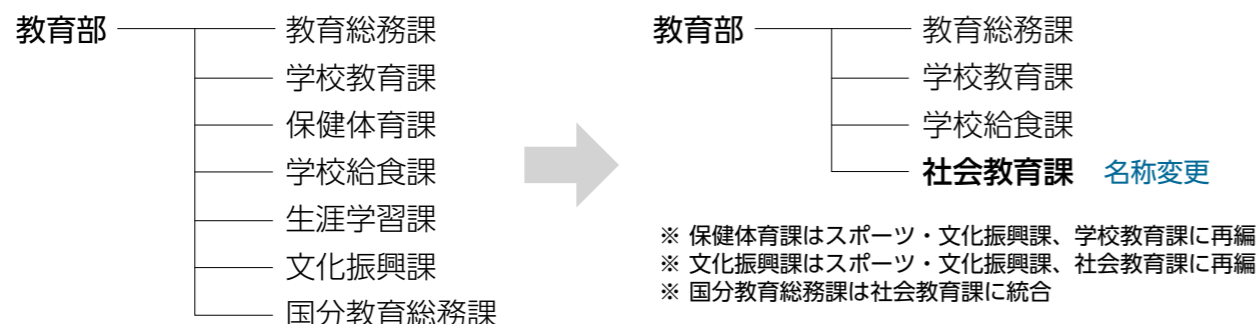 教育部
教育総務課
学校教育課
保健体育課
学校給食課
生涯学習課
文化振興課
国分教育総務課
教育部
教育総務課
学校教育課
学校給食課
社会教育課 名称変更
※ 保健体育課はスポーツ・文化振興課、学校教育課に再編
※ 文化振興課はスポーツ・文化振興課、社会教育課に再編
※ 国分教育総務課は社会教育課に統合